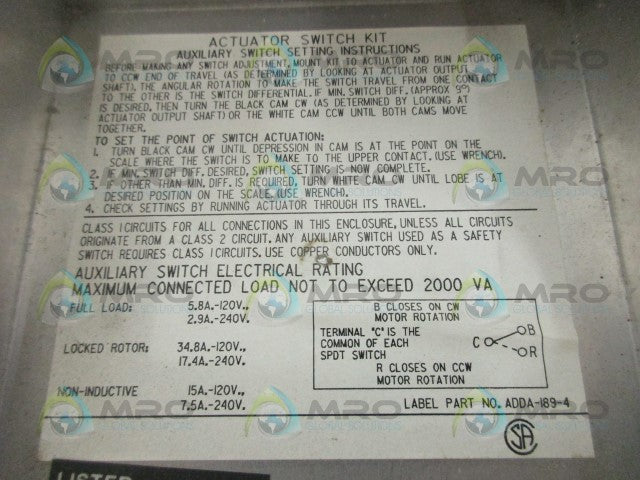 ACTUATOR SWITCH KIT
AUXILIARY SWITCH SETTING INSTRUCTIONS
BEFORE MAKING ANY SWITCH ADJUSTMENT, MOUNT KIT TO ACTUATOR AND RUN ACTUATOR
TO CCW END OF TRAVEL (AS DETERMINED BY LOOKING AT ACTUATOR OUTPUT
SHAFT). THE ANGULAR ROTATION TO MAKE THE SWITCH TRAVEL FROM ONE CONTACT
TO THE OTHER IS THE SWITCH DIFFERENTIAL. IF MIN. SWITCH DIFF. (APPROX 9°)
IS DESIRED, THEN TURN THE BLACK CAM CW (AS DETERMINED BY LOOKING AT
ACTUATOR OUTPUT SHAFT) OR THE WHITE CAM CCW UNTIL BOTH CAMS MOVE
TOGETHER.
TO SET THE POINT OF SWITCH ACTUATION:
1. TURN BLACK CAM CW UNTIL DEPRESSION IN CAM IS AT THE POINT ON THE
SCALE WHERE THE SWITCH IS TO MAKE TO THE UPPER CONTACT. (USE WRENCH).
2. IF MIN. SWITCH DIFF. DESIRED, SWITCH SETTING IS NOW COMPLETE.
3. IF OTHER THAN MIN. DIFF. IS REQUIRED, TURN WHITE CAM CW UNTIL LOBE IS AT
DESIRED POSITION ON THE SCALE (USE WRENCH).
4. CHECK SETTINGS BY RUNNING ACTUATOR THROUGH ITS TRAVEL.
CLASS I CIRCUITS FOR ALL CONNECTIONS IN THIS ENCLOSURE, UNLESS ALL CIRCUITS
ORIGINATE FROM A CLASS 2 CIRCUIT. ANY AUXILIARY SWITCH USED AS A SAFETY
SWITCH REQUIRES CLASS I CIRCUITS. USE COPPER CONDUCTORS ONLY.
AUXILIARY SWITCH ELECTRICAL RATING
MAXIMUM CONNECTED LOAD NOT TO EXCEED 2000 VA
FULL LOAD: 5.8A.-120V.,
2.9A.-240V.
LOCKED ROTOR: 34.8A.-120V.,
17.4A.-240V.
NON-INDUCTIVE 15A.-120V.,
7.5A.-240V.
B CLOSES ON CW
MOTOR ROTATION
TERMINAL "C" IS THE
COMMON OF EACH
SPDT SWITCH
C B
R
R CLOSES ON CCW
MOTOR ROTATION
LABEL PART NO. ADDA-189-4
SA
LISTED
MRO
GLOBAL SUPPLY